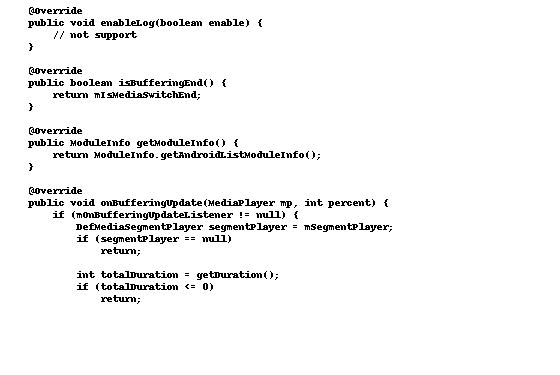 @Override
public void enableLog(boolean enable) {
// not support
}
@Override
public boolean isBufferingEnd() {
return mIsMediaSwitchEnd;
}
@Override
public ModuleInfo getModuleInfo() {
return ModuleInfo.getAndroidListModuleInfo();
}
@Override
public void onBufferingUpdate(MediaPlayer mp, int percent) {
if (mOnBufferingUpdateListener != null) {
DefMediaSegmentPlayer segmentPlayer = mSegmentPlayer;
if (segmentPlayer == null)
return;
int totalDuration = getDuration();
if (totalDuration <= 0)
return;